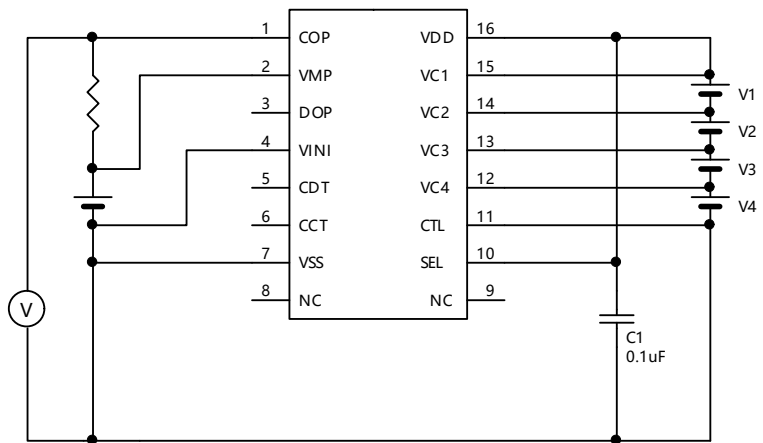 1 COP VDD 16
2 VMP VC1 15
3 DOP VC2 14
4 VINI VC3 13
5 CDT VC4 12
6 CCT CTL 11
7 VSS SEL 10
8 NC NC 9
V1
V2
V3
V4
V
C1
0.1uF